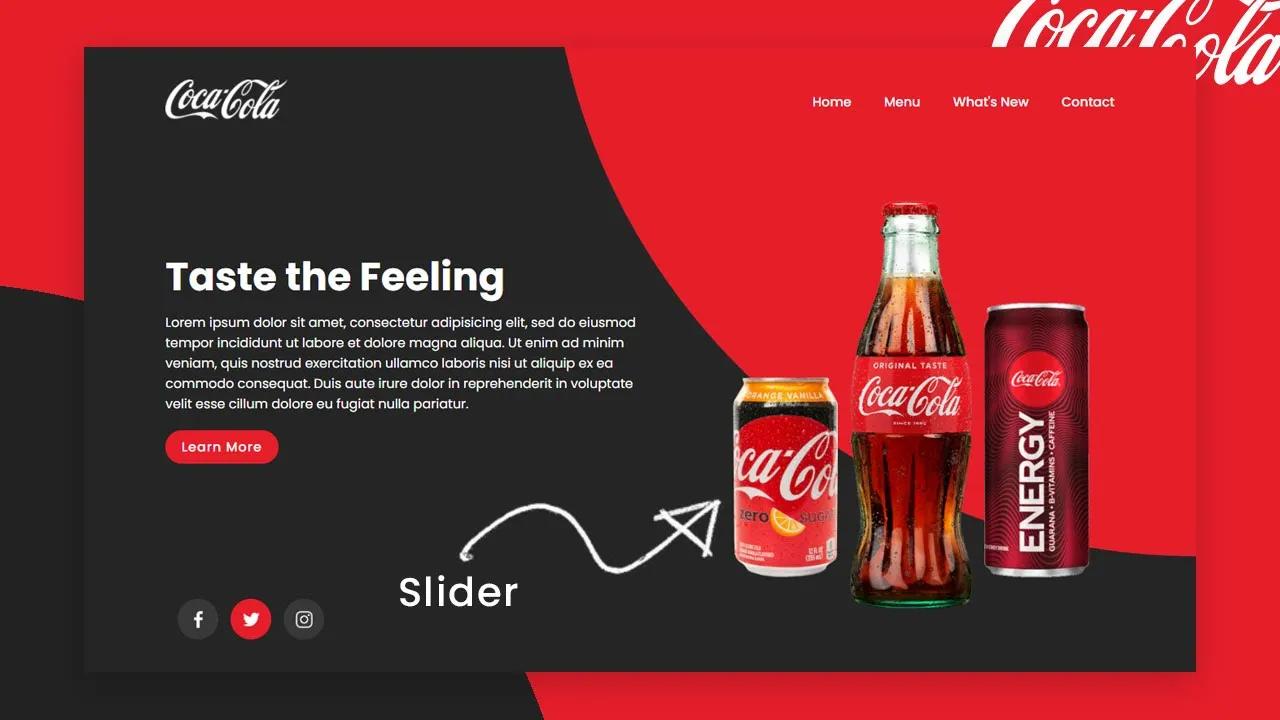 Coca-Cola
Coca-Cola
Home
Menu
What's New
Contact
Taste the Feeling
Lorem ipsum dolor sit amet, consectetur adipisicing elit, sed do eiusmod
tempor incididunt ut labore et dolore magna aliqua. Ut enim ad minim
veniam, quis nostrud exercitation ullamco laboris nisi ut aliquip ex ea
commodo consequat. Duis aute irure dolor in reprehenderit in voluptate
velit esse cillum dolore eu fugiat nulla pariatur.
Learn More
Slider
ORANGE VANILLA
Coca-Cola
zero sugar
ORIGINAL TASTE
Coca-Cola
SINCE 1886
Coca-Cola
ENERGY
GUARANA • B-VITAMINS • CAFFEINE